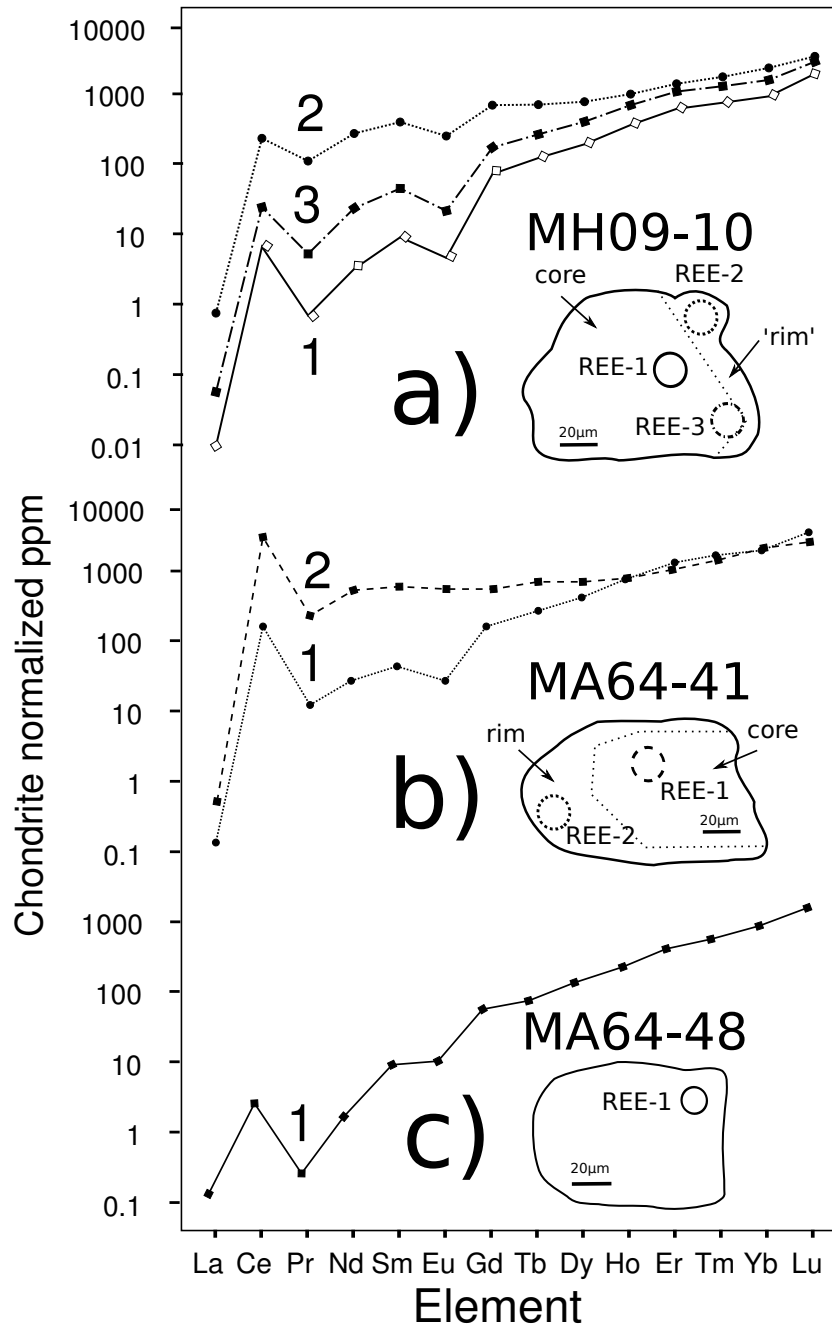 Chondrite normalized ppm
10000
1000
100
10
1
0.1
0.01
2
3
1
a)
MH09-10
core
REE-2
'rim'
REE-1
REE-3
20µm
10000
1000
100
10
1
0.1
2
1
b)
MA64-41
rim
core
REE-1
REE-2
20µm
1000
100
10
1
0.1
1
c)
MA64-48
REE-1
20µm
La Ce Pr Nd Sm Eu Gd Tb Dy Ho Er Tm Yb Lu
Element